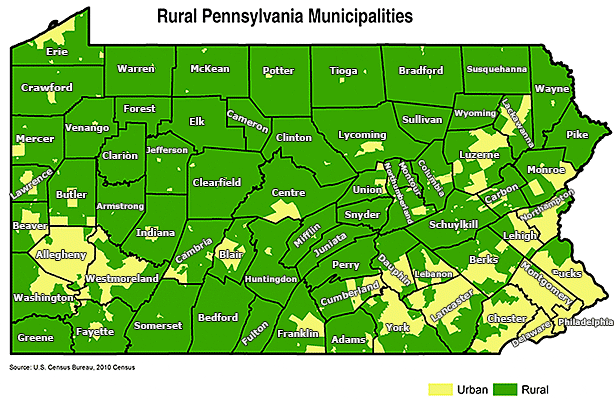 Rural Pennsylvania Municipalities
Erie
Warren
McKean
Potter
Tioga
Bradford
Susquehanna
Wayne
Crawford
Forest
Elk
Cameron
Clinton
Lycoming
Sullivan
Wyoming
Lackawanna
Pike
Mercer
Venango
Clarion
Jefferson
Clearfield
Centre
Union
Northumberland
Montour
Columbia
Luzerne
Monroe
Lawrence
Butler
Armstrong
Snyder
Carbon
Northampton
Beaver
Indiana
Cambria
Blair
Huntingdon
Mifflin
Juniata
Perry
Dauphin
Lebanon
Schuylkill
Berks
Lehigh
Allegheny
Westmoreland
Washington
Cumberland
Lancaster
Montgomery
Bucks
Greene
Fayette
Somerset
Bedford
Fulton
Franklin
Adams
York
Chester
Delaware
Philadelphia
Source: U.S. Census Bureau, 2010 Census
Urban
Rural